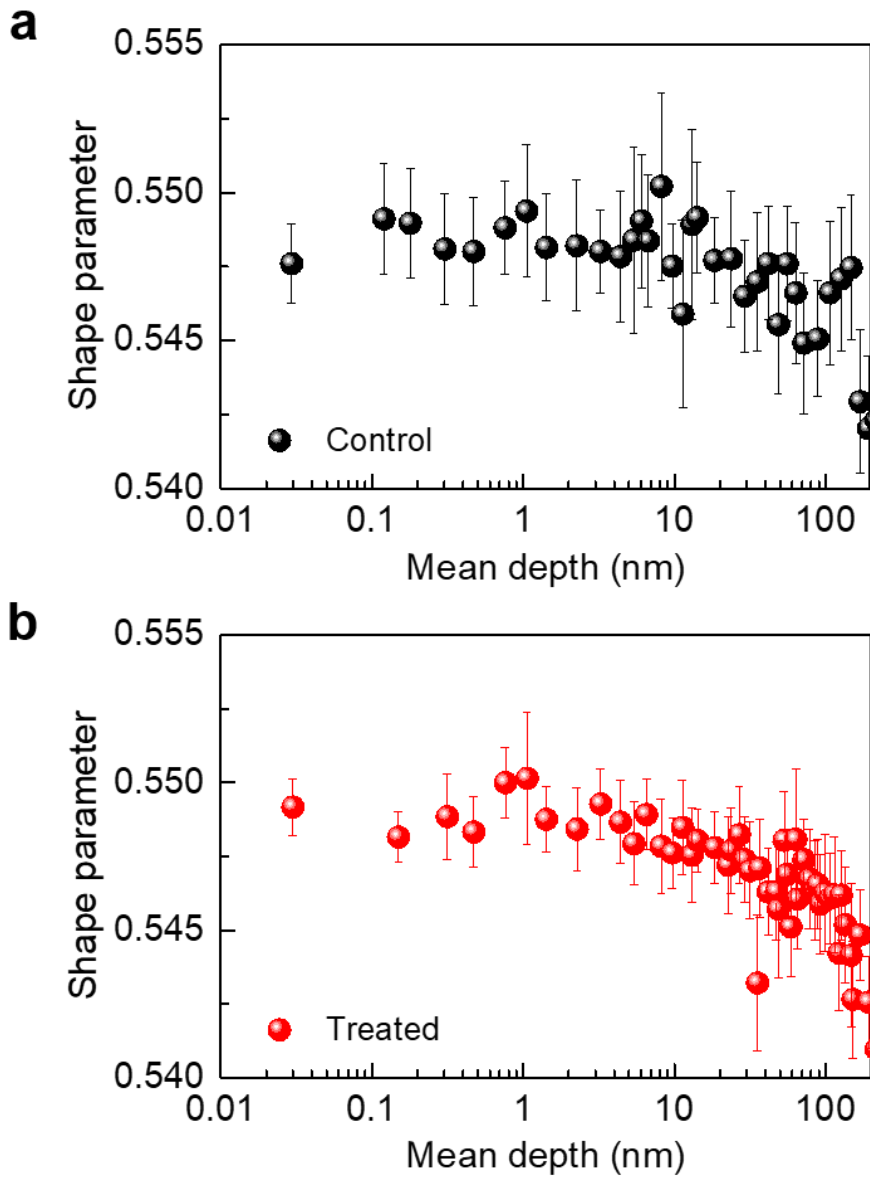 a
0.555
0.550
0.545
0.540
Shape parameter
Control
0.01 0.1 1 10 100
Mean depth (nm)
b
0.555
0.550
0.545
0.540
Shape parameter
Treated
0.01 0.1 1 10 100
Mean depth (nm)